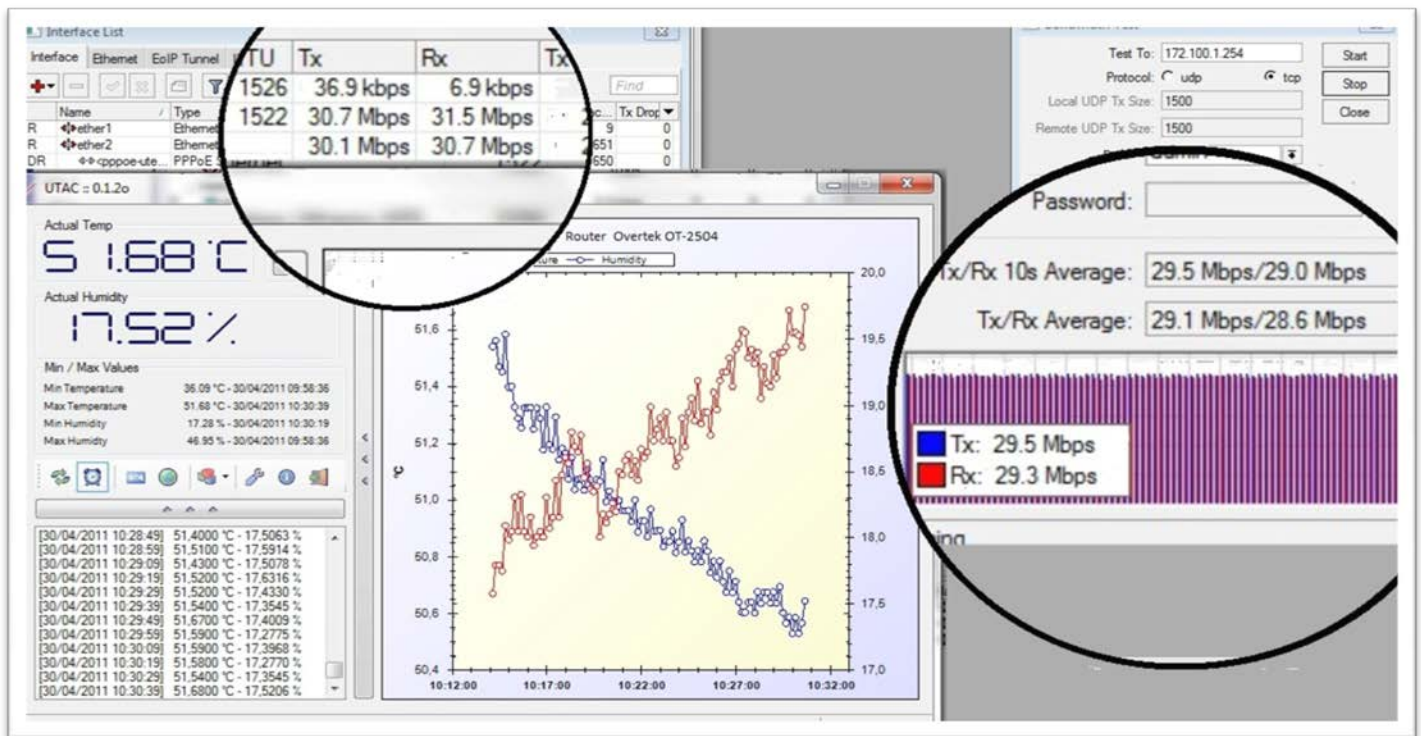 Interface List
Interface Ethernet EoIP Tunnel
Find
Name Type Tx Drop
R ether1 Ethernet 9 0
R ether2 Ethernet 651 0
DR <pppoe-ute... PPPoE 650 0
TU Tx Rx Tx
1526 36.9 kbps 6.9 kbps
1522 30.7 Mbps 31.5 Mbps
30.1 Mbps 30.7 Mbps
Test To: 172.100.1.254 Start
Protocol: udp tcp Stop
Local UDP Tx Size: 1500 Close
Remote UDP Tx Size: 1500
Password:
Tx/Rx 10s Average: 29.5 Mbps/29.0 Mbps
Tx/Rx Average: 29.1 Mbps/28.6 Mbps
Tx: 29.5 Mbps
Rx: 29.3 Mbps
UTAC :: 0.1.2o
Actual Temp
51.68 °C
Actual Humidity
17.52 %
Min / Max Values
Min Temperature 36.09 °C - 30/04/2011 09:58:36
Max Temperature 51.68 °C - 30/04/2011 10:30:39
Min Humidity 17.28 % - 30/04/2011 10:30:19
Max Humidity 46.95 % - 30/04/2011 09:58:36
[30/04/2011 10:28:49] 51,4000 °C - 17,5063 %
[30/04/2011 10:28:59] 51,5100 °C - 17,5914 %
[30/04/2011 10:29:09] 51,4300 °C - 17,5078 %
[30/04/2011 10:29:19] 51,5200 °C - 17,6316 %
[30/04/2011 10:29:29] 51,5200 °C - 17,4330 %
[30/04/2011 10:29:39] 51,5400 °C - 17,3545 %
[30/04/2011 10:29:49] 51,6700 °C - 17,4009 %
[30/04/2011 10:29:59] 51,5900 °C - 17,2775 %
[30/04/2011 10:30:09] 51,5900 °C - 17,3968 %
[30/04/2011 10:30:19] 51,5800 °C - 17,2770 %
[30/04/2011 10:30:29] 51,5400 °C - 17,3545 %
[30/04/2011 10:30:39] 51,6800 °C - 17,5206 %
Router Overtek OT-2504
Humidity
°C
51,6
51,4
51,2
51,0
50,8
50,6
50,4
20,0
19,5
19,0
18,5
18,0
17,5
17,0
10:12:00 10:17:00 10:22:00 10:27:00 10:32:00